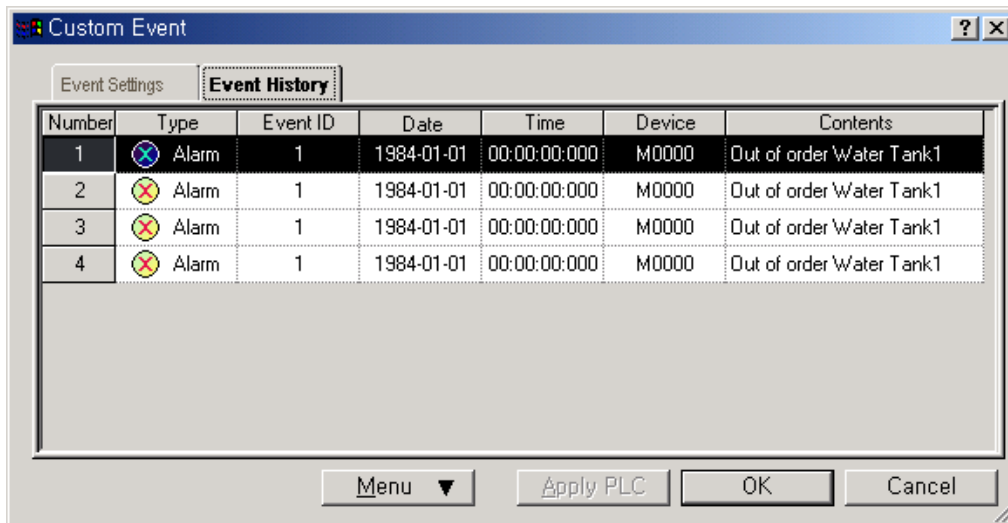 Custom Event
Event Settings Event History
Number Type Event ID Date Time Device Contents
1 Alarm 1 1984-01-01 00:00:00:000 M0000 Out of order Water Tank1
2 Alarm 1 1984-01-01 00:00:00:000 M0000 Out of order Water Tank1
3 Alarm 1 1984-01-01 00:00:00:000 M0000 Out of order Water Tank1
4 Alarm 1 1984-01-01 00:00:00:000 M0000 Out of order Water Tank1
Menu ▼ Apply PLC OK Cancel